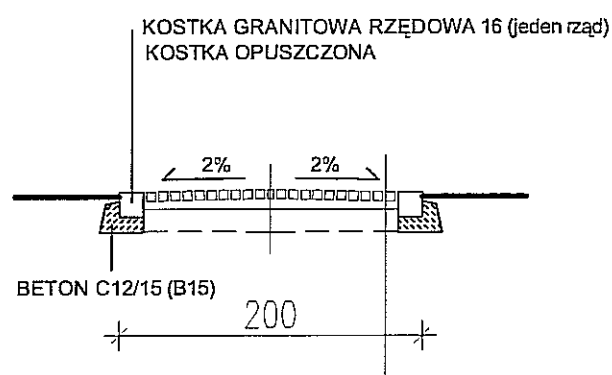 KOSTKA GRANITOWA RZĘDOWA 16 (jeden rząd)
KOSTKA OPUSZCZONA
2% 2%
BETON C12/15 (B15)
200